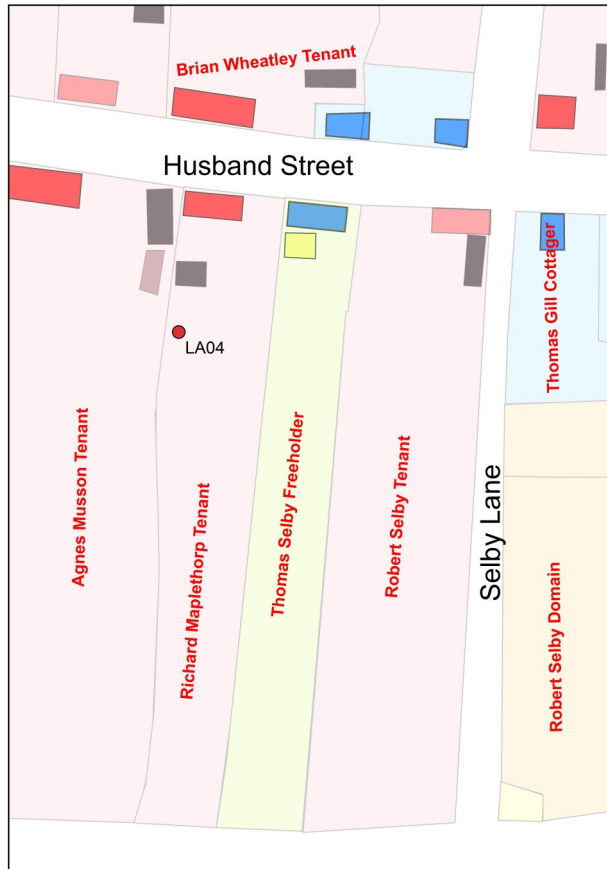 Brian Wheatley Tenant
Husband Street
Thomas Gill Cottager
LA04
Agnes Musson Tenant
Richard Maplethorp Tenant
Thomas Selby Freeholder
Robert Selby Tenant
Selby Lane
Robert Selby Domain